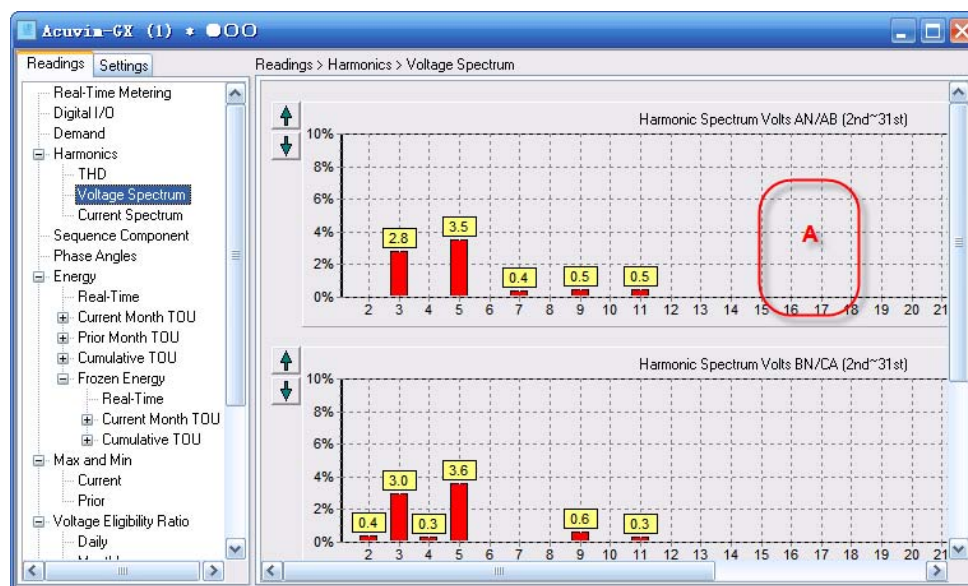 Acuvim-GX (1) *
Readings Settings
Readings > Harmonics > Voltage Spectrum
Real-Time Metering
Digital I/O
Demand
Harmonics
THD
Voltage Spectrum
Current Spectrum
Sequence Component
Phase Angles
Energy
Real-Time
Current Month TOU
Prior Month TOU
Cumulative TOU
Frozen Energy
Real-Time
Current Month TOU
Cumulative TOU
Max and Min
Current
Prior
Voltage Eligibility Ratio
Daily
Harmonic Spectrum Volts AN/AB (2nd~31st)
10%
8%
6%
4%
2%
0%
2.8 3.5 0.4 0.5 0.5
A
2 3 4 5 6 7 8 9 10 11 12 13 14 15 16 17 18 19 20 21
Harmonic Spectrum Volts BN/CA (2nd~31st)
10%
8%
6%
4%
2%
0%
0.4 3.0 0.3 3.6 0.6 0.3
2 3 4 5 6 7 8 9 10 11 12 13 14 15 16 17 18 19 20 21